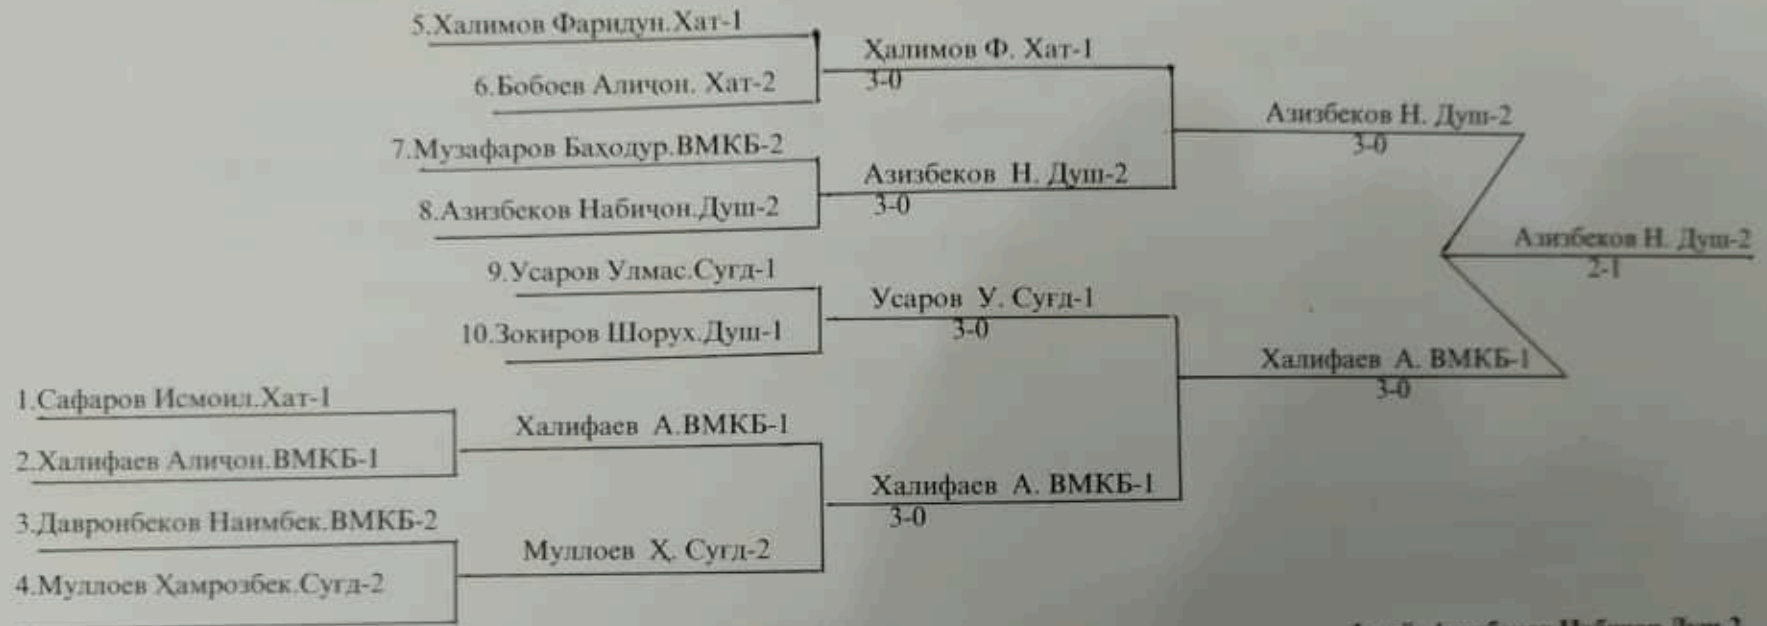 5.Халимов Фаридун.Хат-1
6.Бобоев Аличон. Хат-2
Ҳалимов Ф. Хат-1
3-0
7.Музафаров Баходур.ВМКБ-2
8.Азизбеков Набичон.Душ-2
Азизбеков Н. Душ-2
3-0
Азизбеков Н. Душ-2
3-0
9.Усаров Улмас.Сугд-1
10.Зокиров Шорух.Душ-1
Усаров У. Сугд-1
3-0
Азизбеков Н. Душ-2
2-1
1.Сафаров Исмоил.Хат-1
2.Халифаев Аличон.ВМКБ-1
Халифаев А.ВМКБ-1
Халифаев А. ВМКБ-1
3-0
3.Давронбеков Наимбек.ВМКБ-2
4.Муллоев Ҳамрозбек.Сугд-2
Муллоев Ҳ. Сугд-2
Халифаев А. ВМКБ-1
3-0